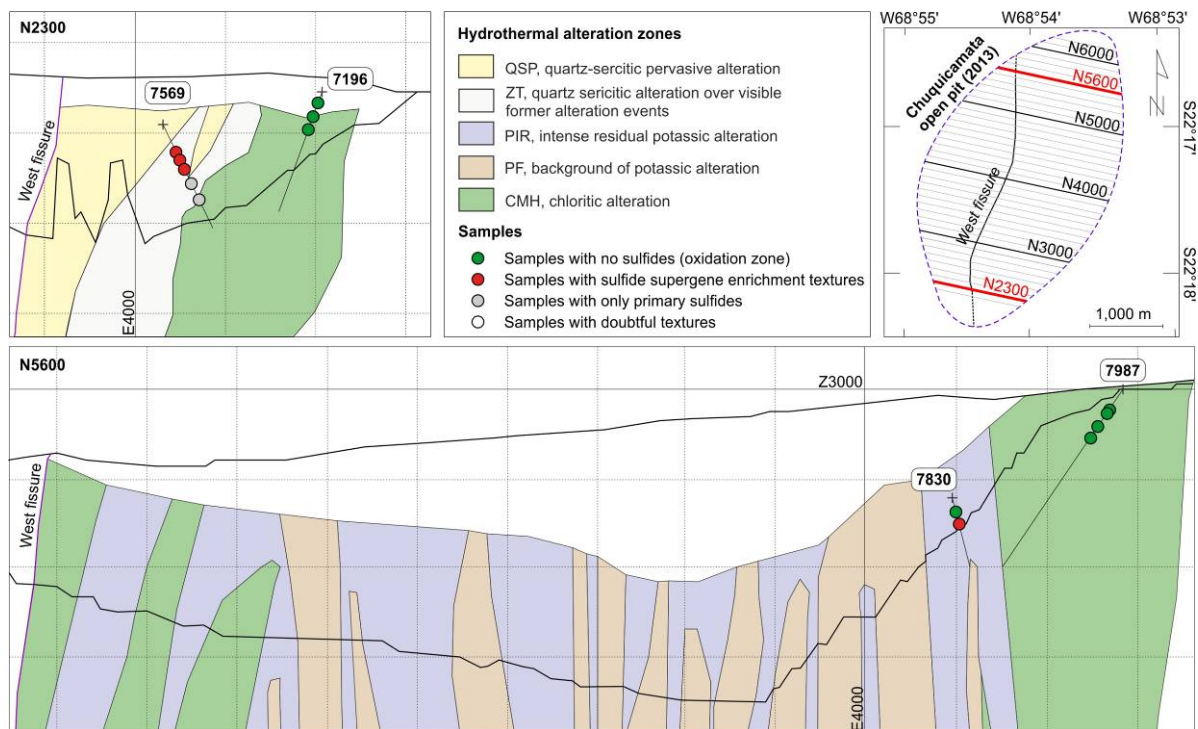 N2300
7569
7196
West fissure
E4000
Hydrothermal alteration zones
QSP, quartz-sercitic pervasive alteration
ZT, quartz sericitic alteration over visible
former alteration events
PIR, intense residual potassic alteration
PF, background of potassic alteration
CMH, chloritic alteration
Samples
Samples with no sulfides (oxidation zone)
Samples with sulfide supergene enrichment textures
Samples with only primary sulfides
Samples with doubtful textures
W68°55'
W68°54'
W68°53'
Chuquicamata
open pit (2013)
N6000
N5600
N5000
N4000
N3000
N2300
West fissure
S22°17'
S22°18'
N
1,000 m
N5600
Z3000
7987
7830
West fissure
E4000